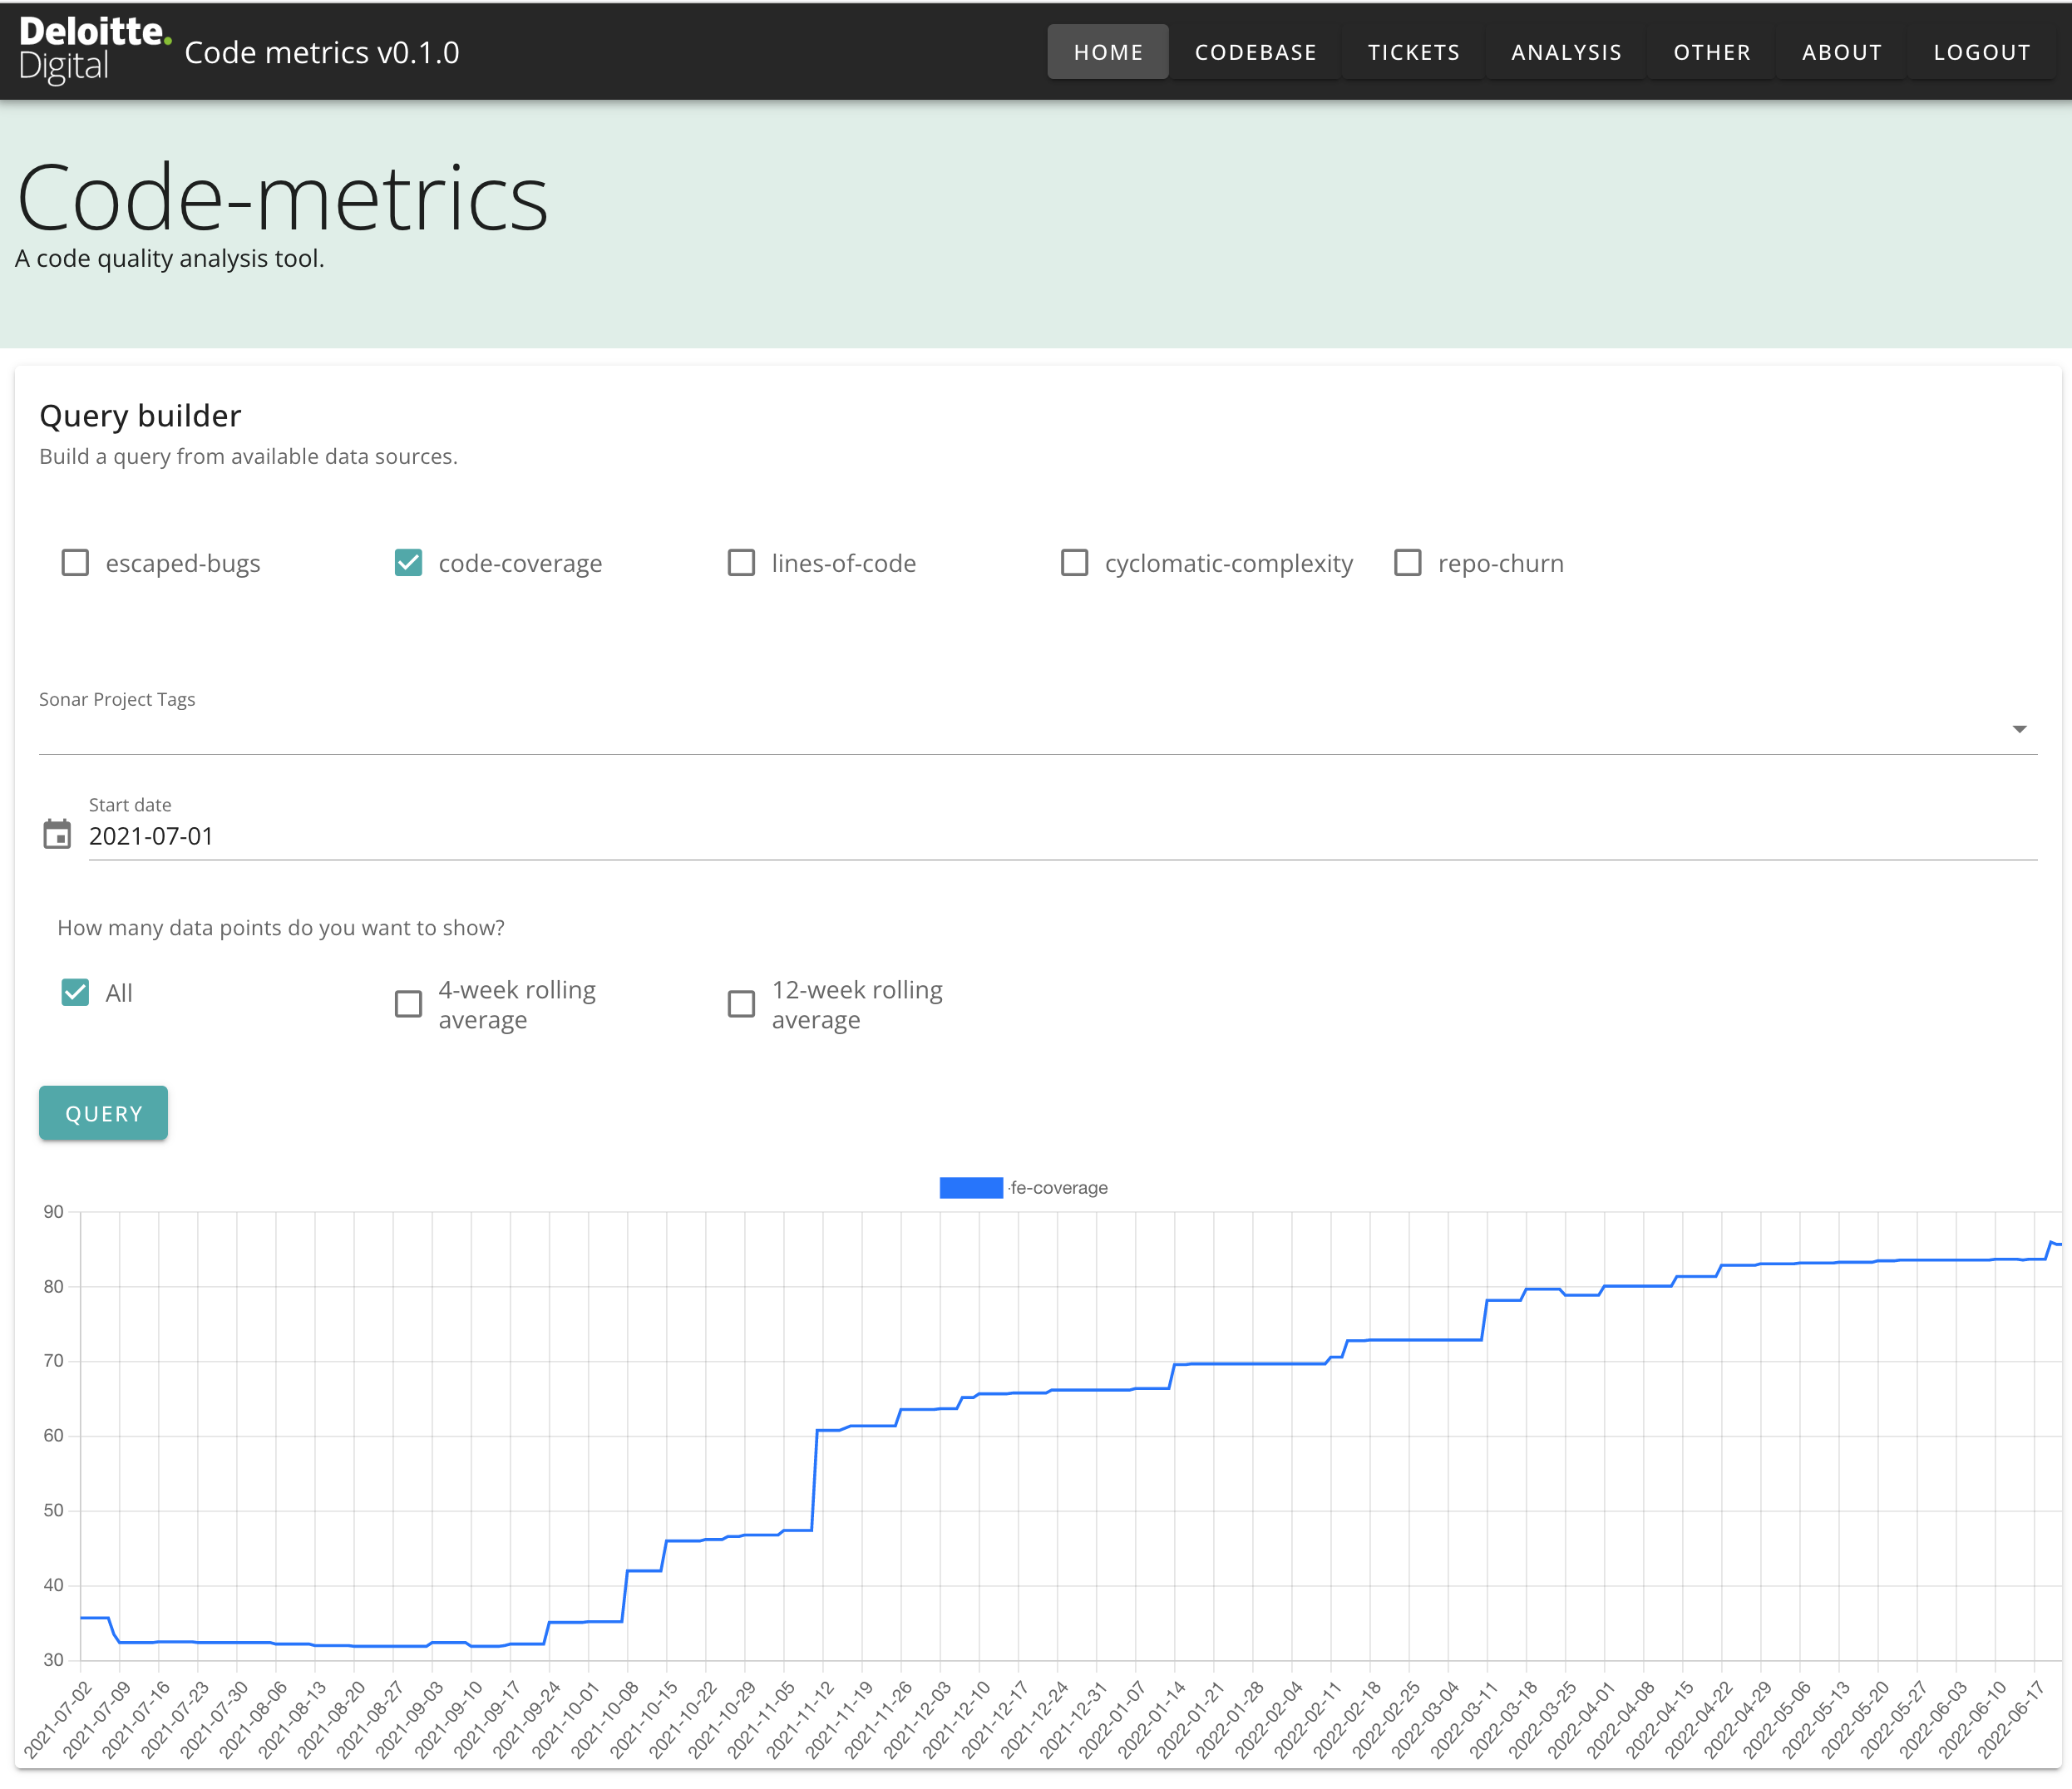 Deloitte.
Digital
Code metrics v0.1.0
HOME
CODEBASE
TICKETS
ANALYSIS
OTHER
ABOUT
LOGOUT
Code-metrics
A code quality analysis tool.
Query builder
Build a query from available data sources.
escaped-bugs
code-coverage
lines-of-code
cyclomatic-complexity
repo-churn
Sonar Project Tags
Start date
2021-07-01
How many data points do you want to show?
All
4-week rolling
average
12-week rolling
average
QUERY
fe-coverage
90
80
70
60
50
40
30
2021-07-02
2021-07-09
2021-07-16
2021-07-23
2021-07-30
2021-08-06
2021-08-13
2021-08-20
2021-08-27
2021-09-03
2021-09-10
2021-09-17
2021-09-24
2021-10-01
2021-10-08
2021-10-15
2021-10-22
2021-10-29
2021-11-05
2021-11-12
2021-11-19
2021-11-26
2021-12-03
2021-12-10
2021-12-17
2021-12-24
2021-12-31
2022-01-07
2022-01-14
2022-01-21
2022-01-28
2022-02-04
2022-02-11
2022-02-18
2022-02-25
2022-03-04
2022-03-11
2022-03-18
2022-03-25
2022-04-01
2022-04-08
2022-04-15
2022-04-22
2022-04-29
2022-05-06
2022-05-13
2022-05-20
2022-05-27
2022-06-03
2022-06-10
2022-06-17